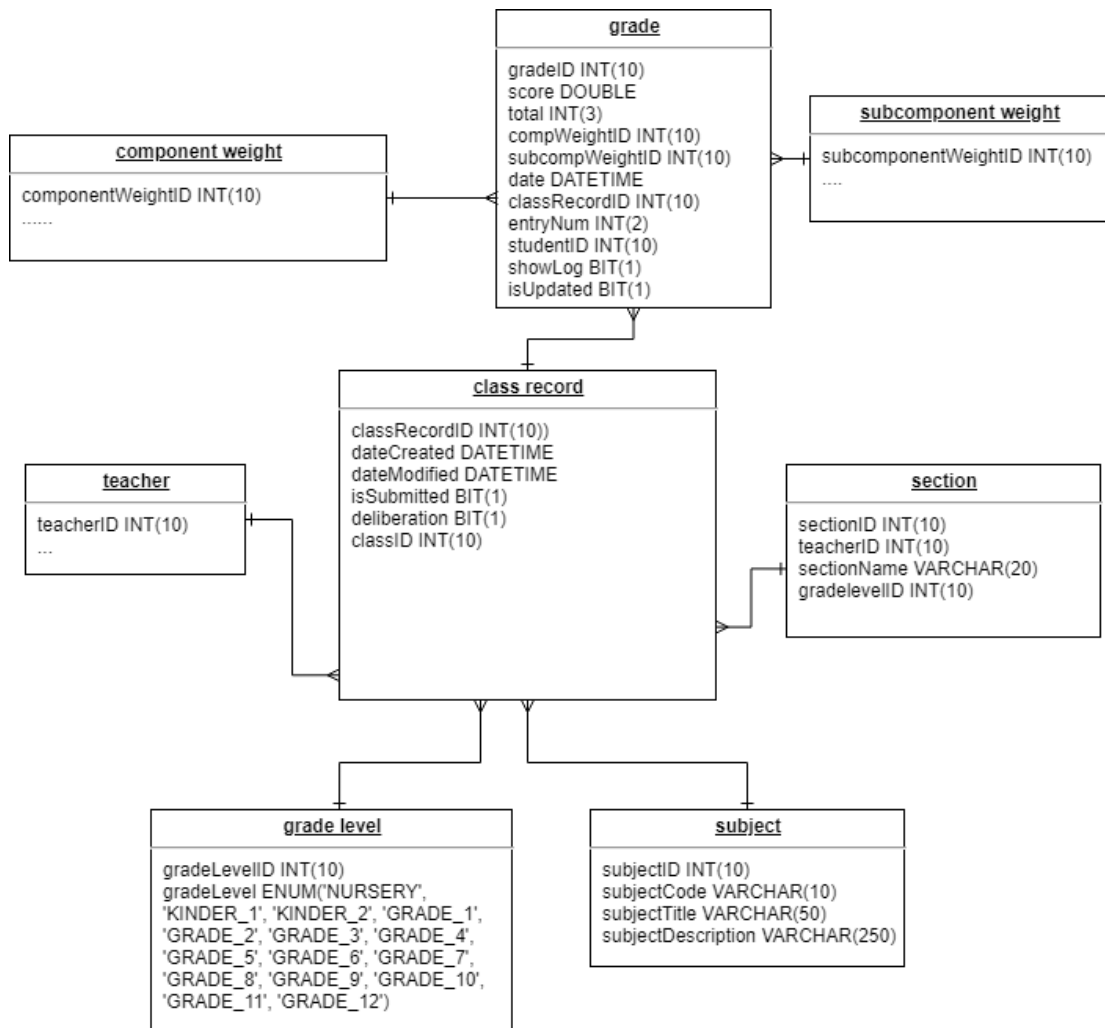 grade
gradeID INT(10)
score DOUBLE
total INT(3)
compWeightID INT(10)
subcompWeightID INT(10)
date DATETIME
classRecordID INT(10)
entryNum INT(2)
studentID INT(10)
showLog BIT(1)
isUpdated BIT(1)
component weight
componentWeightID INT(10)
......
subcomponent weight
subcomponentWeightID INT(10)
....
class record
classRecordID INT(10))
dateCreated DATETIME
dateModified DATETIME
isSubmitted BIT(1)
deliberation BIT(1)
classID INT(10)
teacher
teacherID INT(10)
...
section
sectionID INT(10)
teacherID INT(10)
sectionName VARCHAR(20)
gradelevelID INT(10)
grade level
gradeLevelID INT(10)
gradeLevel ENUM('NURSERY',
'KINDER_1', 'KINDER_2', 'GRADE_1',
'GRADE_2', 'GRADE_3', 'GRADE_4',
'GRADE_5', 'GRADE_6', 'GRADE_7',
'GRADE_8', 'GRADE_9', 'GRADE_10',
'GRADE_11', 'GRADE_12')
subject
subjectID INT(10)
subjectCode VARCHAR(10)
subjectTitle VARCHAR(50)
subjectDescription VARCHAR(250)